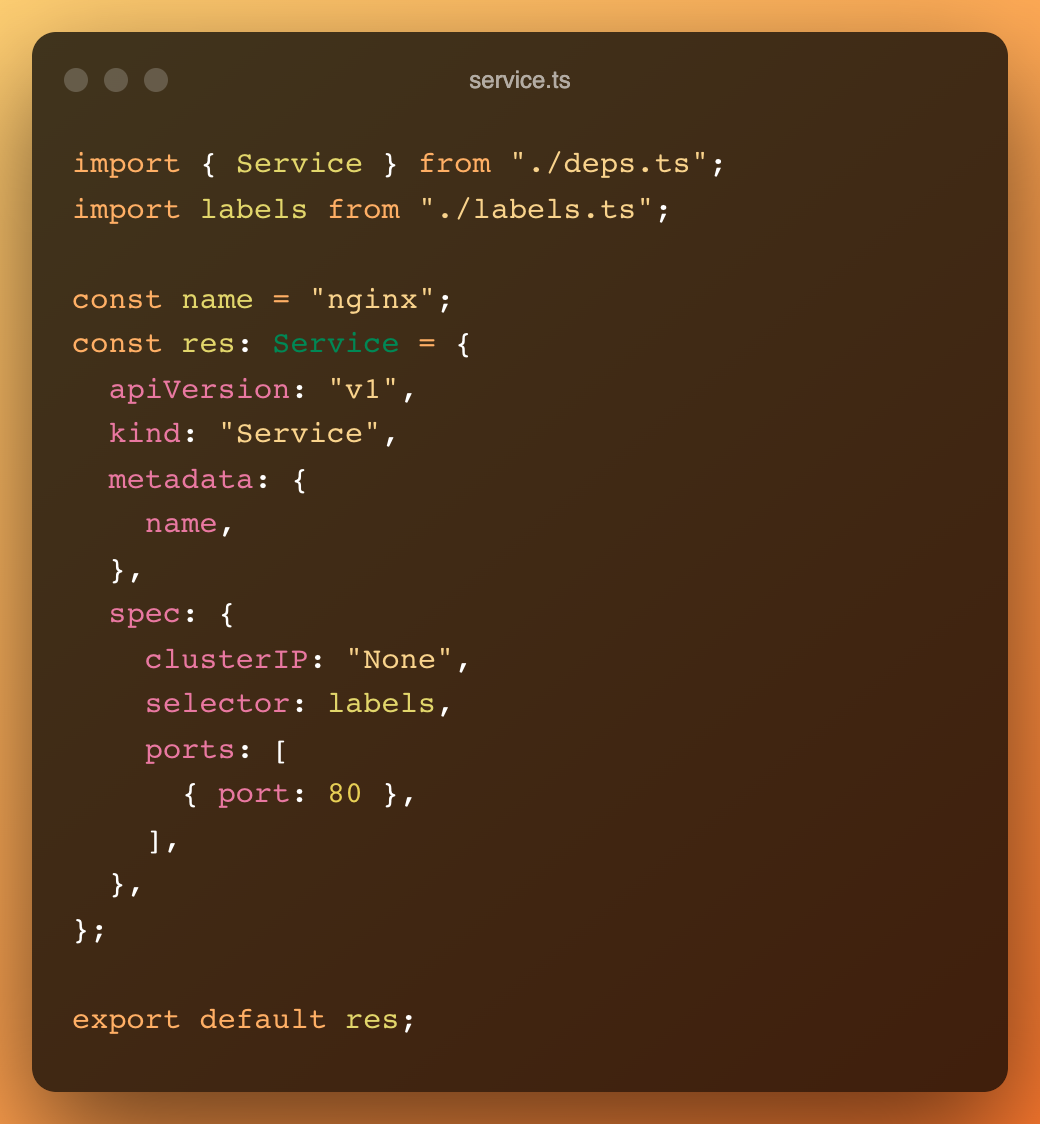 service.ts
import { Service } from "./deps.ts";
import labels from "./labels.ts";

const name = "nginx";
const res: Service = {
  apiVersion: "v1",
  kind: "Service",
  metadata: {
    name,
  },
  spec: {
    clusterIP: "None",
    selector: labels,
    ports: [
      { port: 80 },
    ],
  },
};

export default res;